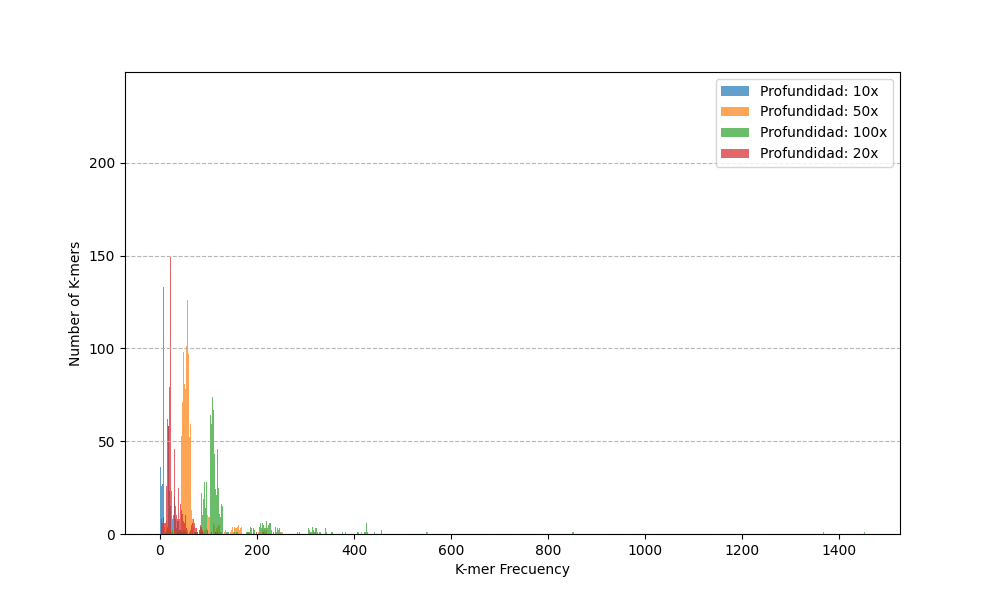 Profundidad: 10x
Profundidad: 50x
Profundidad: 100x
Profundidad: 20x
200
150
100
50
0
Number of K-mers
0 200 400 600 800 1000 1200 1400
K-mer Frecuency